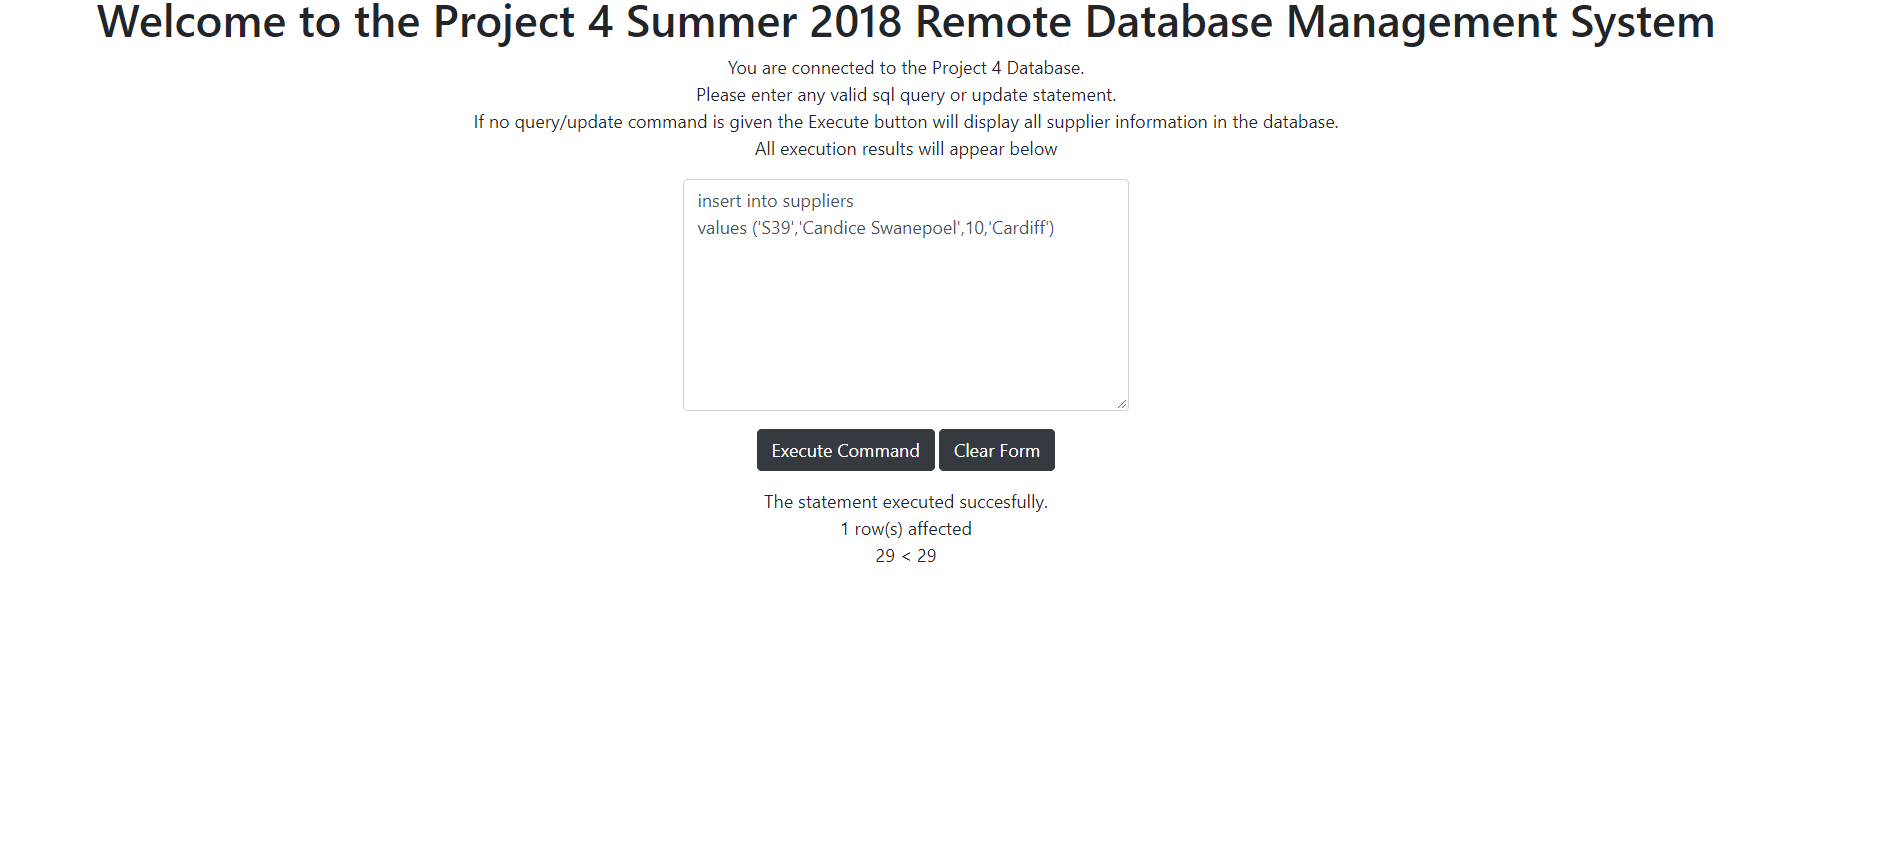 Welcome to the Project 4 Summer 2018 Remote Database Management System
You are connected to the Project 4 Database.
Please enter any valid sql query or update statement.
If no query/update command is given the Execute button will display all supplier information in the database.
All execution results will appear below
insert into suppliers
values ('S39','Candice Swanepoel',10,'Cardiff')
Execute Command Clear Form
The statement executed succesfully.
1 row(s) affected
29 < 29